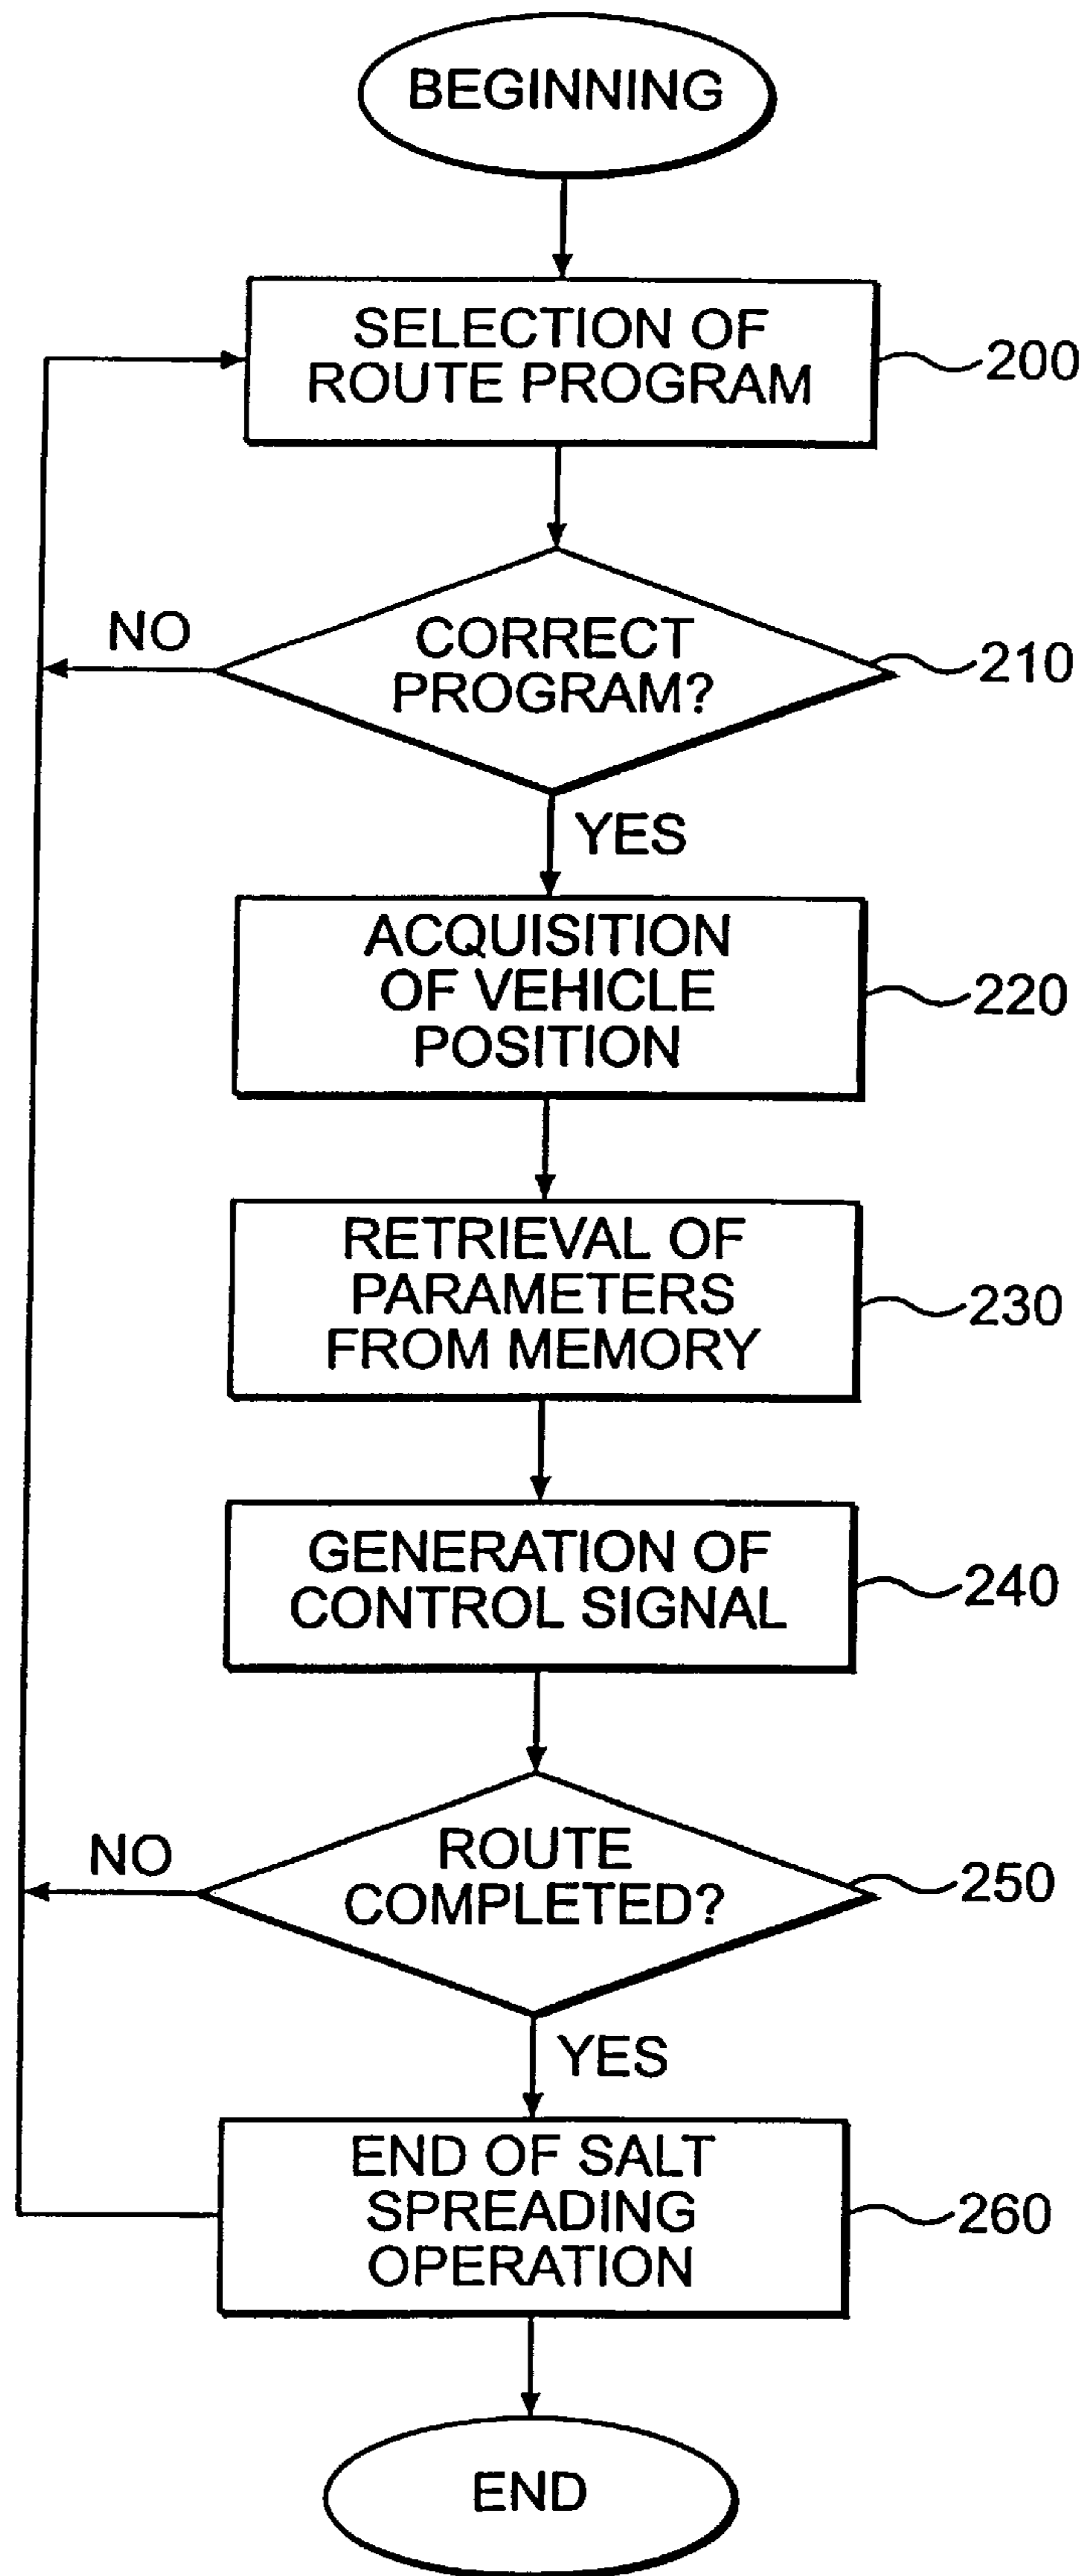 BEGINNING
SELECTION OF
ROUTE PROGRAM
200
NO
CORRECT
PROGRAM?
210
YES
ACQUISITION
OF VEHICLE
POSITION
220
RETRIEVAL OF
PARAMETERS
FROM MEMORY
230
GENERATION OF
CONTROL SIGNAL
240
NO
ROUTE
COMPLETED?
250
YES
END OF SALT
SPREADING
OPERATION
260
END